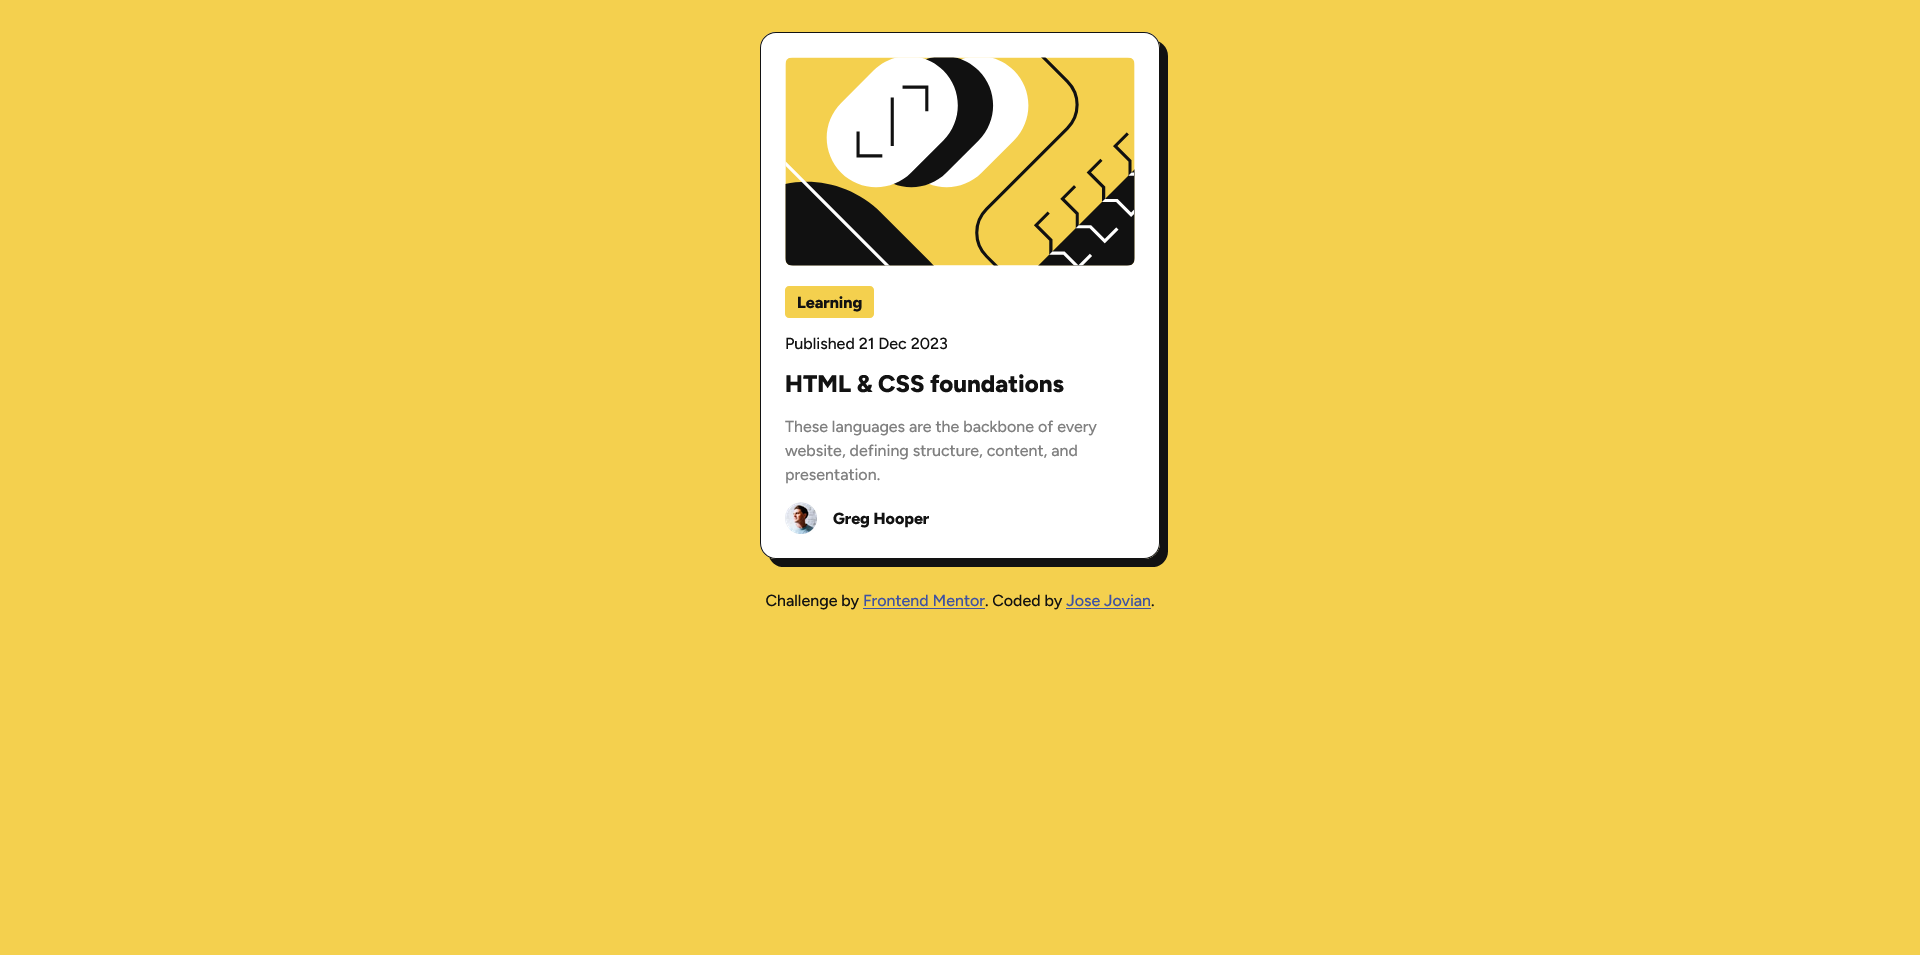 Learning
Published 21 Dec 2023
HTML & CSS foundations
These languages are the backbone of every
website, defining structure, content, and
presentation.
Greg Hooper
Challenge by Frontend Mentor. Coded by Jose Jovian.